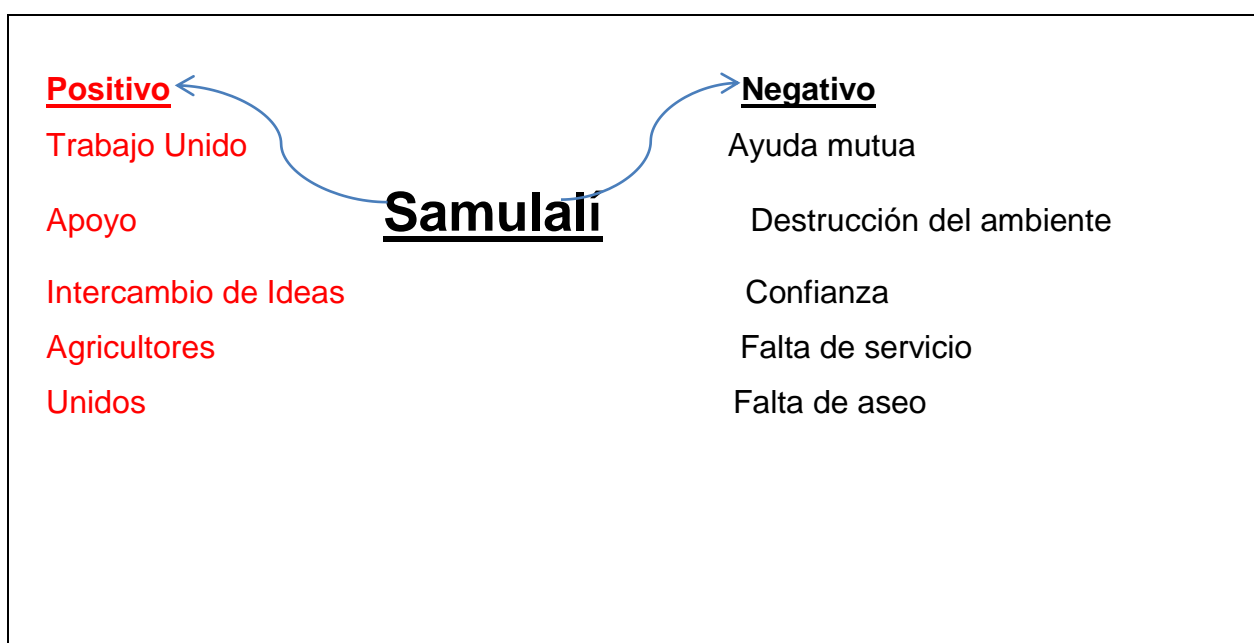 Positivo
Negativo
Trabajo Unido
Ayuda mutua
Samulalí
Apoyo
Destrucción del ambiente
Intercambio de Ideas
Confianza
Agricultores
Falta de servicio
Unidos
Falta de aseo